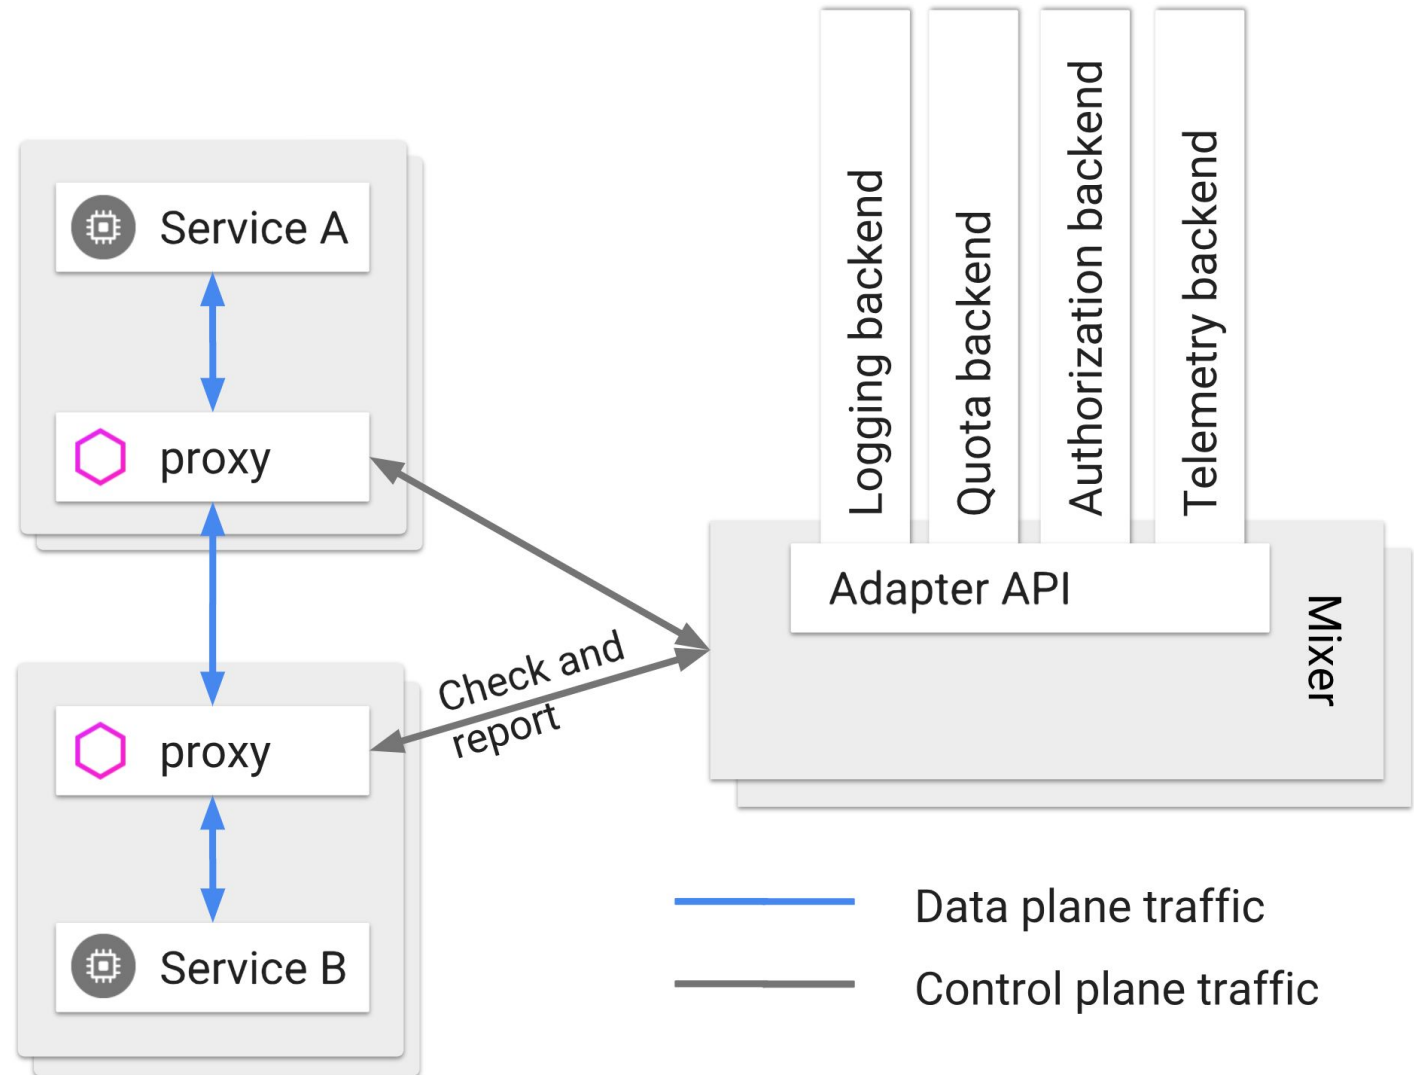 Service A
proxy
proxy
Service B
Check and
report
Logging backend
Quota backend
Authorization backend
Telemetry backend
Adapter API
Mixer
Data plane traffic
Control plane traffic